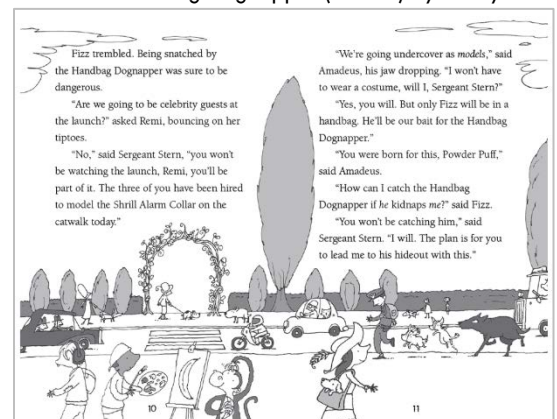 Fizz trembled. Being snatched by
the Handbag Dognapper was sure to be
dangerous.
“Are we going to be celebrity guests at
the launch?” asked Remi, bouncing on her
tiptoes.
“No,” said Sergeant Stern, “you won’t
be watching the launch, Remi, you’ll be
part of it. The three of you have been hired
to model the Shrill Alarm Collar on the
catwalk today.”
10
“We’re going undercover as models,” said
Amadeus, his jaw dropping. “I won’t have
to wear a costume, will I, Sergeant Stern?”
“Yes, you will. But only Fizz will be in a
handbag. He’ll be our bait for the Handbag
Dognapper.”
“You were born for this, Powder Puff,”
said Amadeus.
“How can I catch the Handbag
Dognapper if he kidnaps me?” said Fizz.
“You won’t be catching him,” said
Sergeant Stern. “I will. The plan is for you
to lead me to his hideout with this.”
11